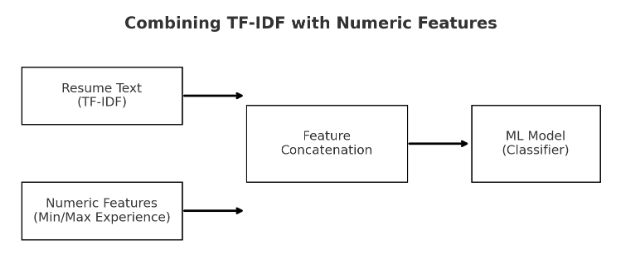 Combining TF-IDF with Numeric Features
Resume Text
(TF-IDF)
Numeric Features
(Min/Max Experience)
Feature
Concatenation
ML Model
(Classifier)